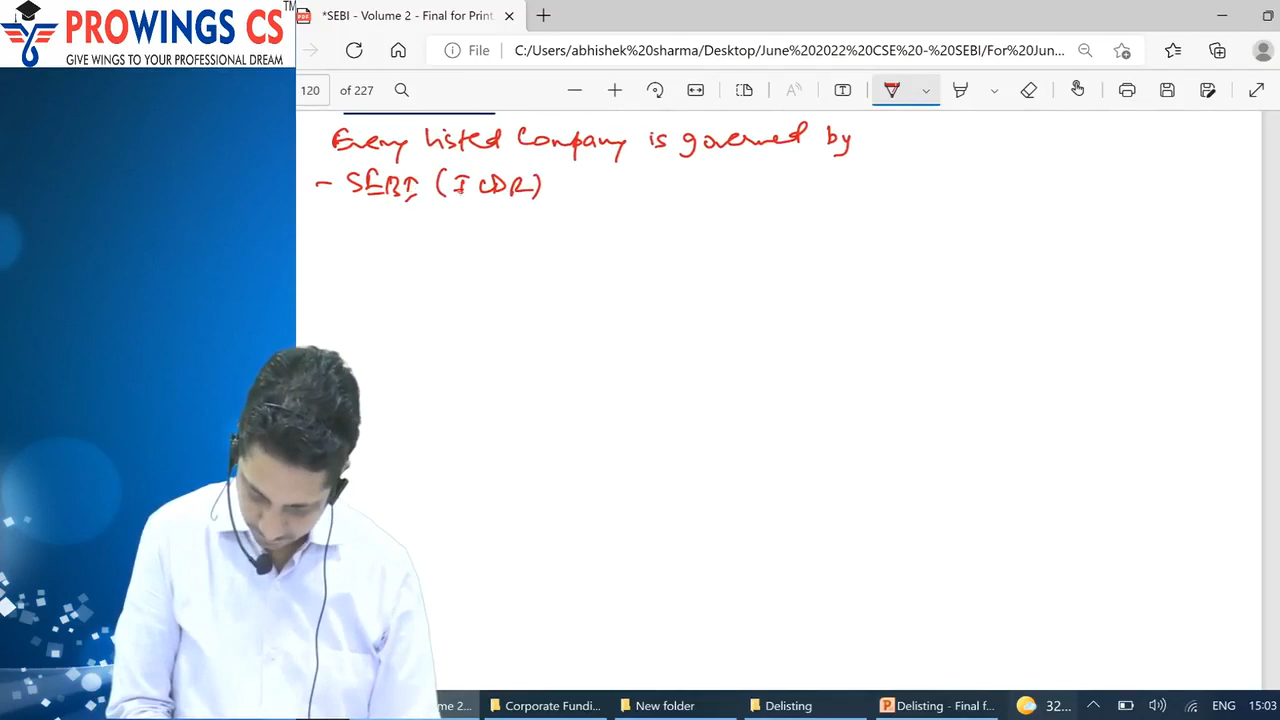 PROWINGS CS TM
GIVE WINGS TO YOUR PROFESSIONAL DREAM
*SEBI - Volume 2 - Final for Print
File C:/Users/abhishek%20sharma/Desktop/June%202022%20CSE%20-%20SEBI/For%20Jun...
120 of 227
Every listed Company is governed by
- SEBI (ICDR)
ume 2... Corporate Fundi... New folder Delisting Delisting - Final f... 32... ENG 15:03